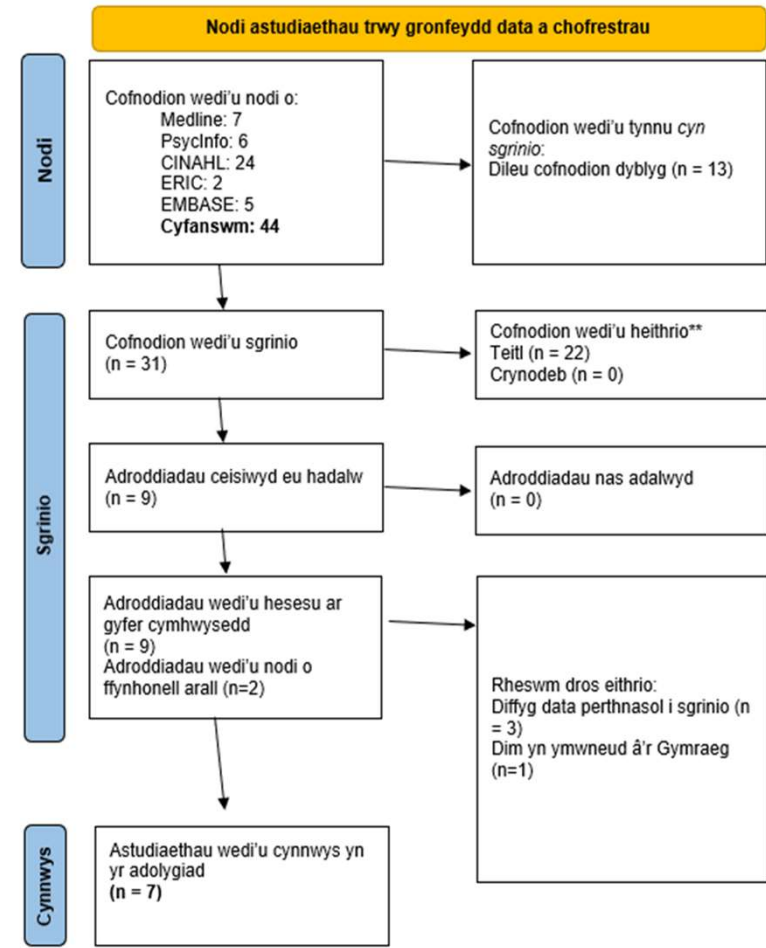 Nodi astudiaethau trwy gronfeydd data a chofrestrau
Nodi
Cofnodion wedi'u nodi o:
Medline: 7
PsycInfo: 6
CINAHL: 24
ERIC: 2
EMBASE: 5
Cyfanswm: 44
Cofnodion wedi'u tynnu cyn
sgrinio:
Dileu cofnodion dyblyg (n = 13)
Sgrinio
Cofnodion wedi'u sgrinio
(n = 31)
Cofnodion wedi'u heithrio**
Teitl (n = 22)
Crynodeb (n = 0)
Adroddiadau ceisiwyd eu hadalw
(n = 9)
Adroddiadau nas adalwyd
(n = 0)
Adroddiadau wedi'u hesesu ar
gyfer cymhwysedd
(n = 9)
Adroddiadau wedi'u nodi o
ffynhonell arall (n=2)
Rheswm dros eithrio:
Diffyg data perthnasol i sgrinio (n
= 3)
Dim yn ymwneud â'r Gymraeg
(n=1)
Cynnwys
Astudiaethau wedi'u cynnwys yn
yr adolygiad
(n = 7)